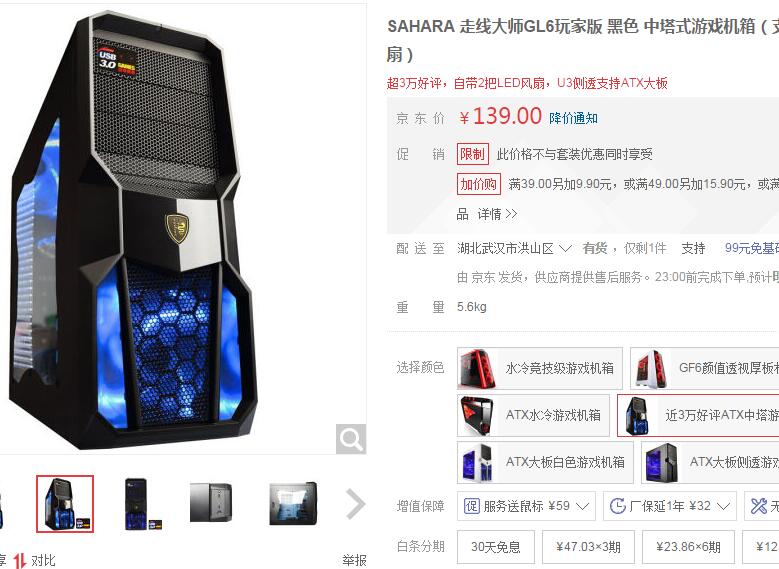 USB
3.0
GAMES
SAHARA 走线大师GL6玩家版 黑色 中塔式游戏机箱（支
扇）
超3万好评，自带2把LED风扇，U3侧透支持ATX大板
京东价 ￥139.00 降价通知
促销 限制 此价格不与套装优惠同时享受
加价购 满39.00另加9.90元，或满49.00另加15.90元，或满
品 详情>>
配送至 湖北武汉市洪山区 有货，仅剩1件 支持 99元免基础
由 京东 发货，供应商提供售后服务。23:00前完成下单,预计明
重量 5.6kg
选择颜色 水冷竞技级游戏机箱 GF6颜值透视厚板机
ATX水冷游戏机箱 近3万好评ATX中塔游
ATX大板白色游戏机箱 ATX大板侧透游戏
增值保障 促 服务送鼠标 ¥59 厂保延1年 ¥32 无
白条分期 30天免息 ¥47.03×3期 ¥23.86×6期 ¥12
享 对比 举报